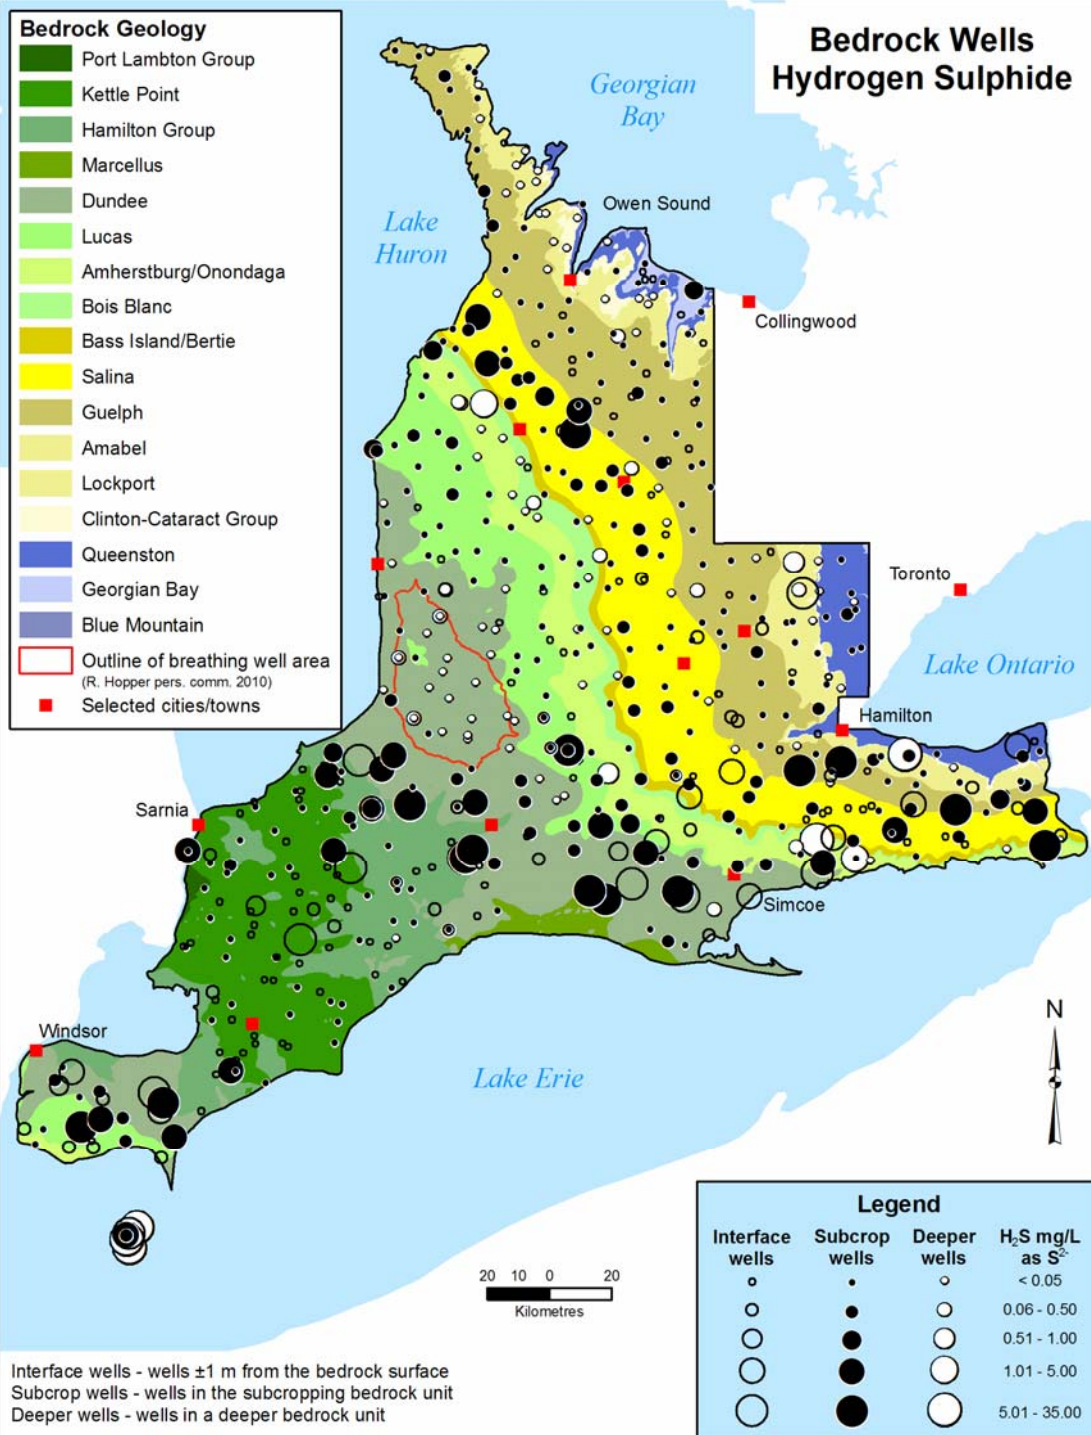 Bedrock Geology
Port Lambton Group
Kettle Point
Hamilton Group
Marcellus
Dundee
Lucas
Amherstburg/Onondaga
Bois Blanc
Bass Island/Bertie
Salina
Guelph
Amabel
Lockport
Clinton-Cataract Group
Queenston
Georgian Bay
Blue Mountain
Outline of breathing well area
(R. Hopper pers. comm. 2010)
Selected cities/towns
Bedrock Wells
Hydrogen Sulphide
Georgian
Bay
Owen Sound
Lake
Huron
Collingwood
Toronto
Lake Ontario
Hamilton
Sarnia
Simcoe
Windsor
Lake Erie
N
20 10 0 20
Kilometres
Legend
Interface wells Subcrop wells Deeper wells H₂S mg/L as S²⁻
< 0.05
0.06 - 0.50
0.51 - 1.00
1.01 - 5.00
5.01 - 35.00
Interface wells - wells ±1 m from the bedrock surface
Subcrop wells - wells in the subcropping bedrock unit
Deeper wells - wells in a deeper bedrock unit